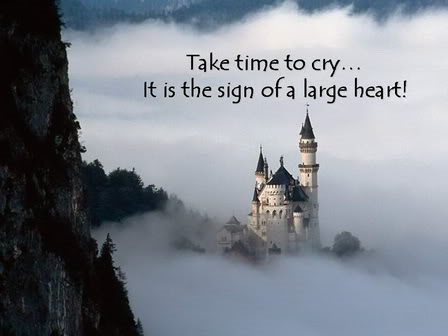 Take time to cry...
It is the sign of a large heart!